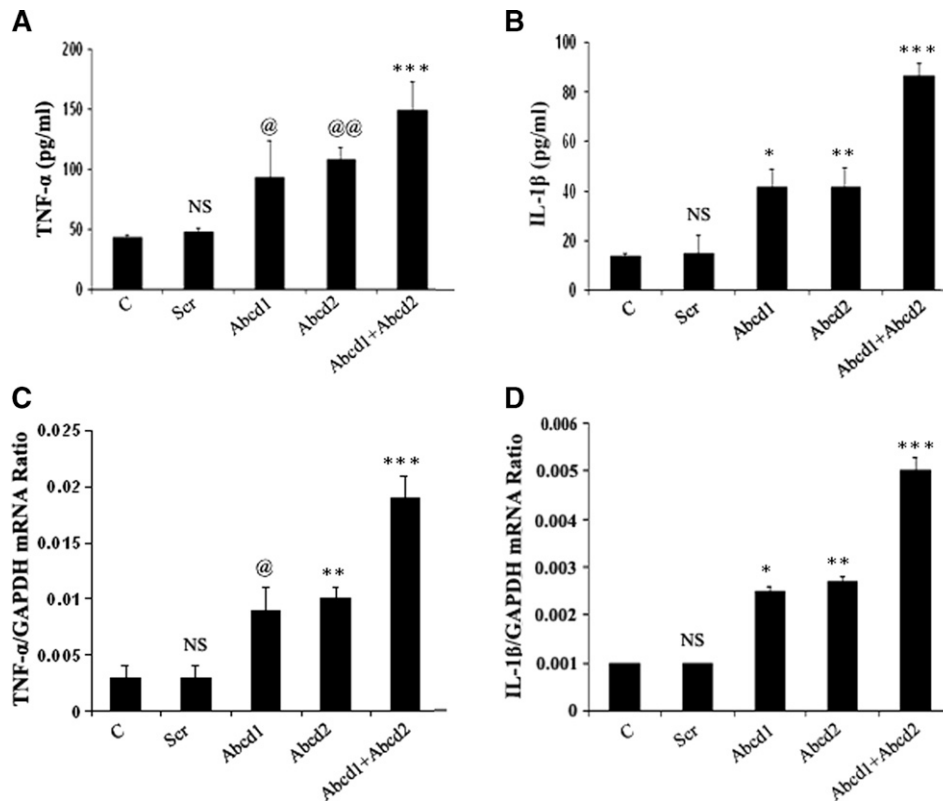 A
TNF-α (pg/ml)
200
150
100
50
0
NS
@
@@
***
C
Scr
Abcd1
Abcd2
Abcd1+Abcd2
B
IL-1β (pg/ml)
100
80
60
40
20
0
NS
*
**
***
C
Scr
Abcd1
Abcd2
Abcd1+Abcd2
C
TNF-α/GAPDH mRNA Ratio
0.025
0.02
0.015
0.01
0.005
0
NS
@
**
***
C
Scr
Abcd1
Abcd2
Abcd1+Abcd2
D
IL-1β/GAPDH mRNA Ratio
0.006
0.005
0.004
0.003
0.002
0.001
0
NS
*
**
***
C
Scr
Abcd1
Abcd2
Abcd1+Abcd2